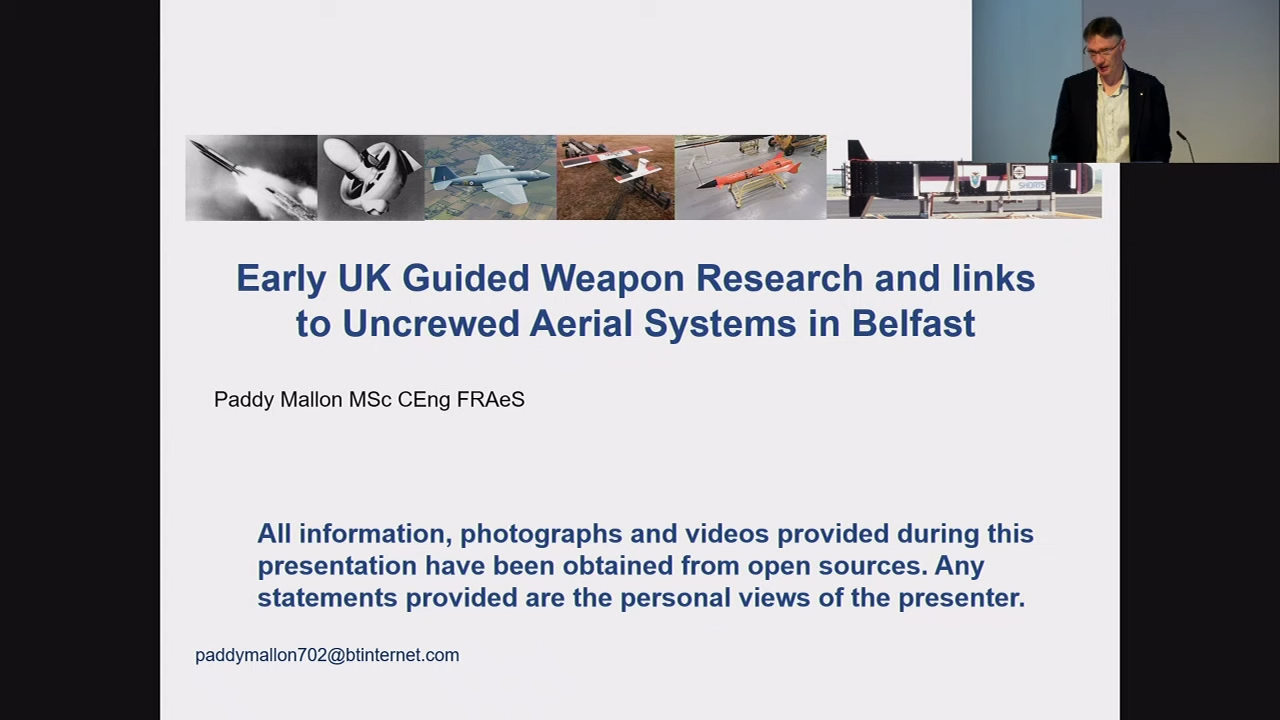 SHORTS
Early UK Guided Weapon Research and links
to Uncrewed Aerial Systems in Belfast
Paddy Mallon MSc CEng FRAeS
All information, photographs and videos provided during this
presentation have been obtained from open sources. Any
statements provided are the personal views of the presenter.
paddymallon702@btinternet.com